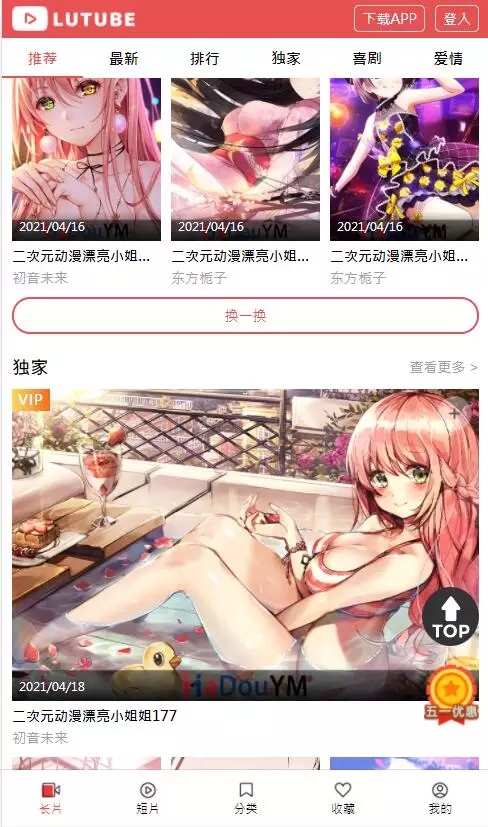 LUTUBE
下载APP
登入
推荐
最新
排行
独家
喜剧
爱情
2021/04/16
2021/04/16
2021/04/16
二次元动漫漂亮小姐...
二次元动漫漂亮小姐...
二次元动漫漂亮小姐...
初音未来
东方栀子
东方栀子
换一换
独家
查看更多 >
VIP
TOP
2021/04/18
DouYM
五一优惠
二次元动漫漂亮小姐姐177
初音未来
长片
短片
分类
收藏
我的